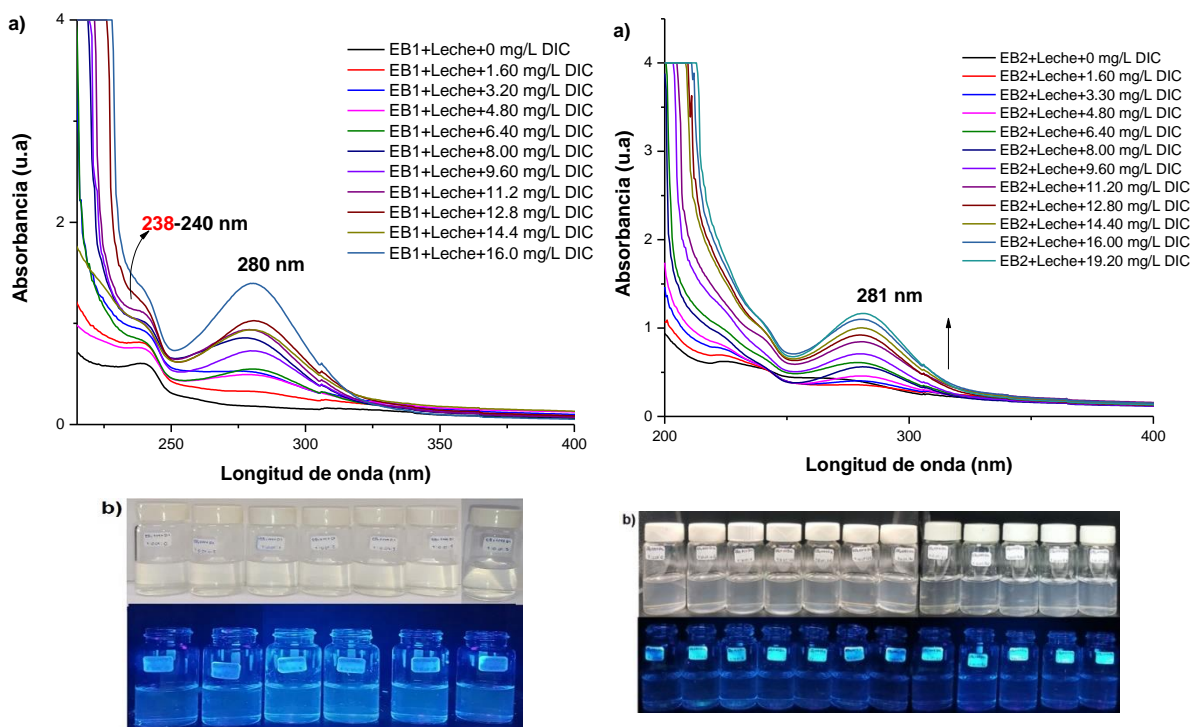 a)
4
2
0
Absorbancia (u.a)
EB1+Leche+0 mg/L DIC
EB1+Leche+1.60 mg/L DIC
EB1+Leche+3.20 mg/L DIC
EB1+Leche+4.80 mg/L DIC
EB1+Leche+6.40 mg/L DIC
EB1+Leche+8.00 mg/L DIC
EB1+Leche+9.60 mg/L DIC
EB1+Leche+11.2 mg/L DIC
EB1+Leche+12.8 mg/L DIC
EB1+Leche+14.4 mg/L DIC
EB1+Leche+16.0 mg/L DIC
238-240 nm
280 nm
250 300 350 400
Longitud de onda (nm)
a)
4
3
2
1
0
Absorbancia (u.a)
EB2+Leche+0 mg/L DIC
EB2+Leche+1.60 mg/L DIC
EB2+Leche+3.30 mg/L DIC
EB2+Leche+4.80 mg/L DIC
EB2+Leche+6.40 mg/L DIC
EB2+Leche+8.00 mg/L DIC
EB2+Leche+9.60 mg/L DIC
EB2+Leche+11.20 mg/L DIC
EB2+Leche+12.80 mg/L DIC
EB2+Leche+14.40 mg/L DIC
EB2+Leche+16.00 mg/L DIC
EB2+Leche+19.20 mg/L DIC
281 nm
200 300 400
Longitud de onda (nm)
b)
b)